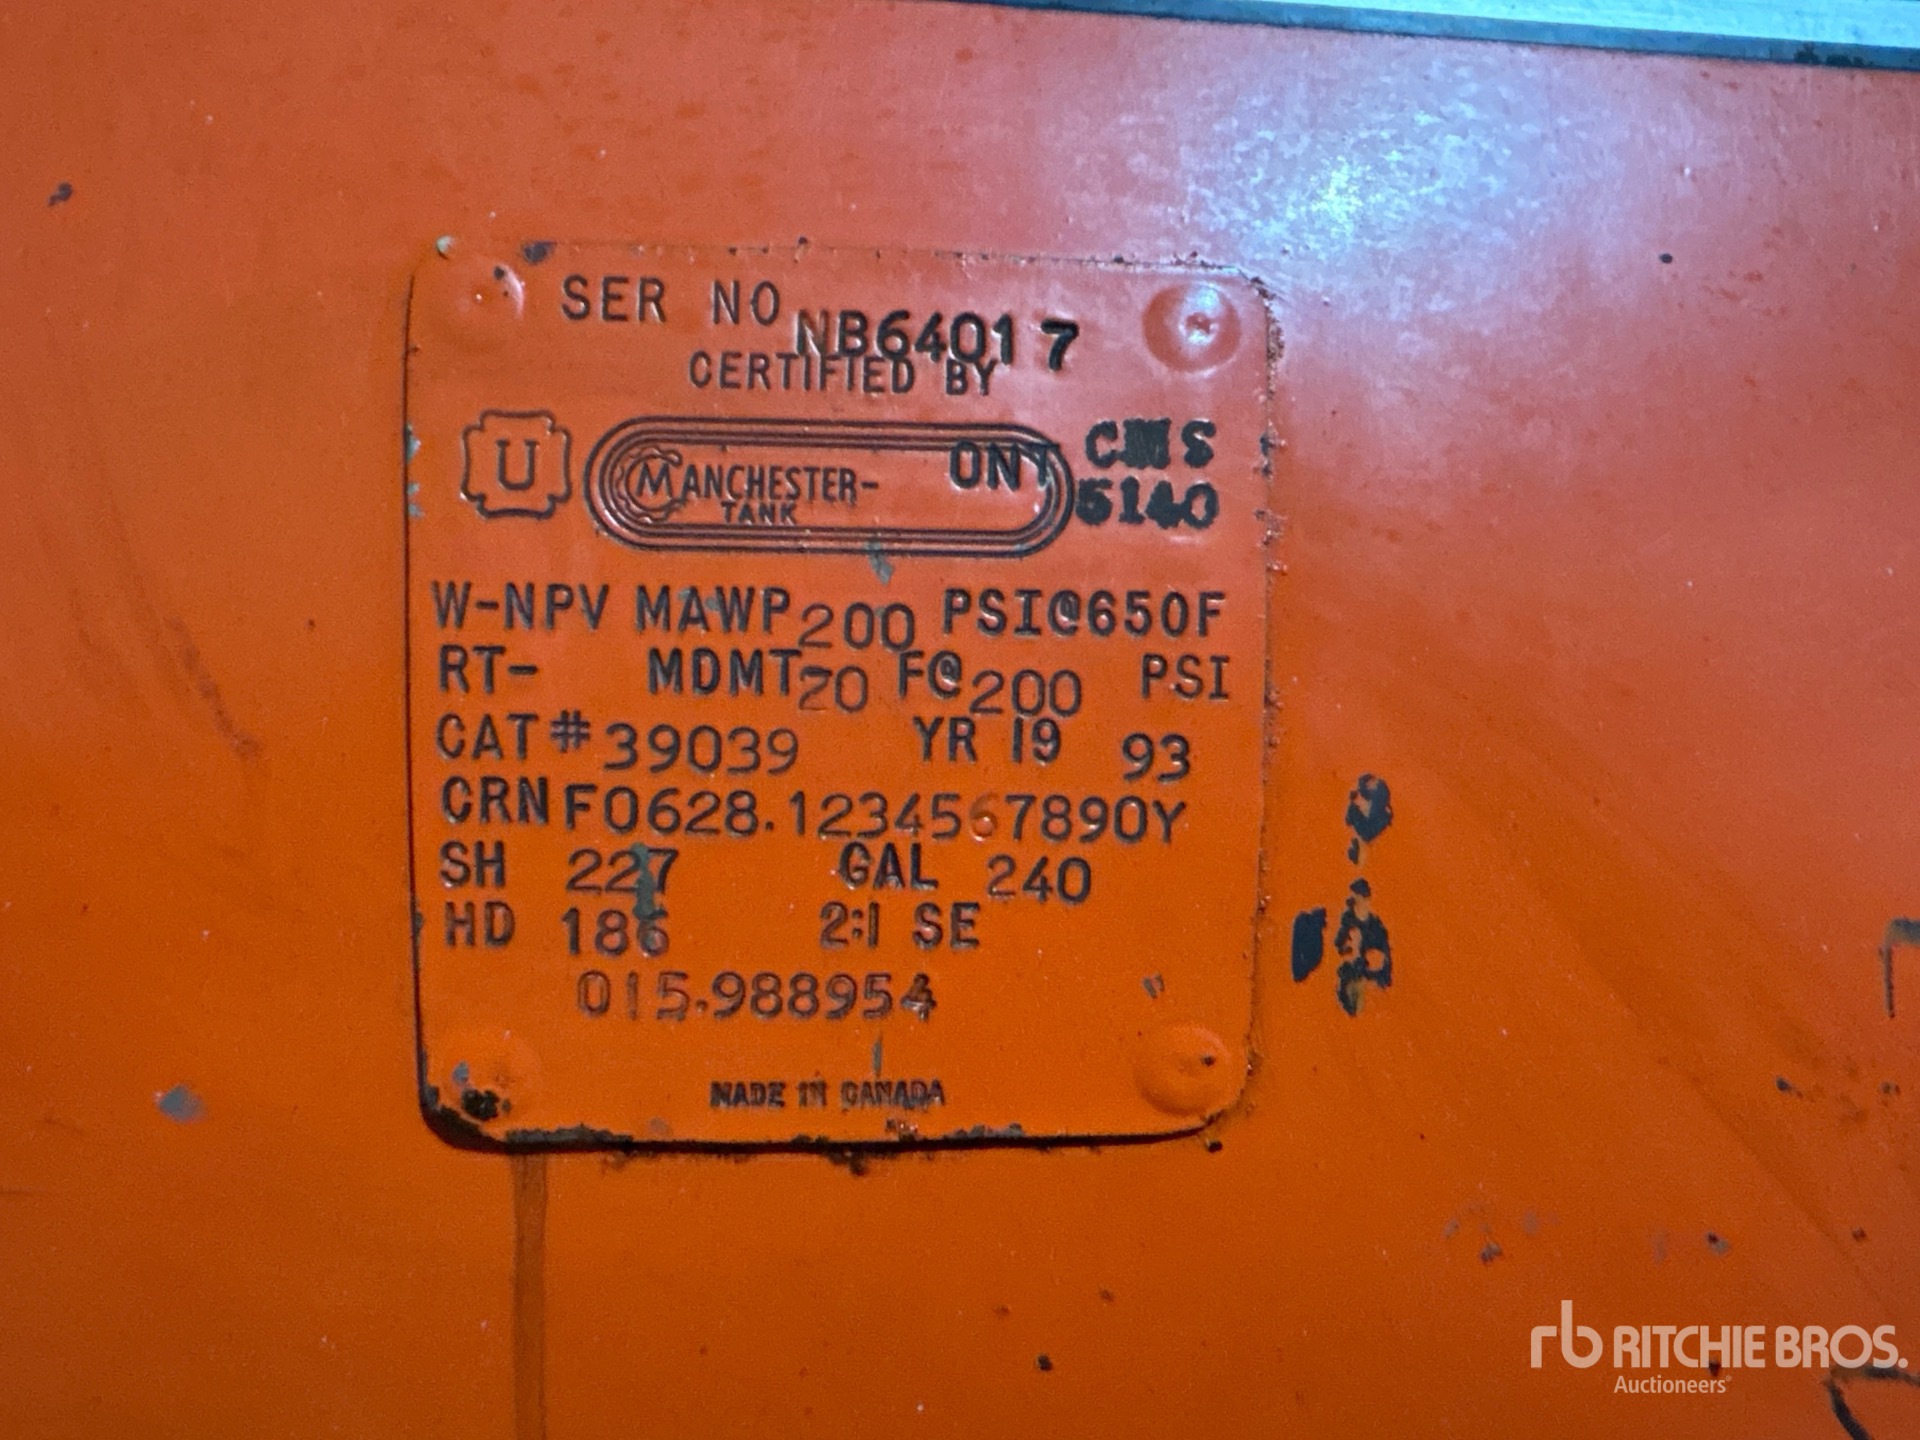 SER NO NB64017
CERTIFIED BY
U MANCHESTER- ONT CMS
TANK 5140
W-NPV MAWP 200 PSI@650F
RT- MDMT 20 F@ 200 PSI
CAT# 39039 YR 19 93
CRN F0628.1234567890Y
SH 227 GAL 240
HD 186 2:1 SE
015.988954
MADE IN CANADA
rb RITCHIE BROS.
Auctioneers